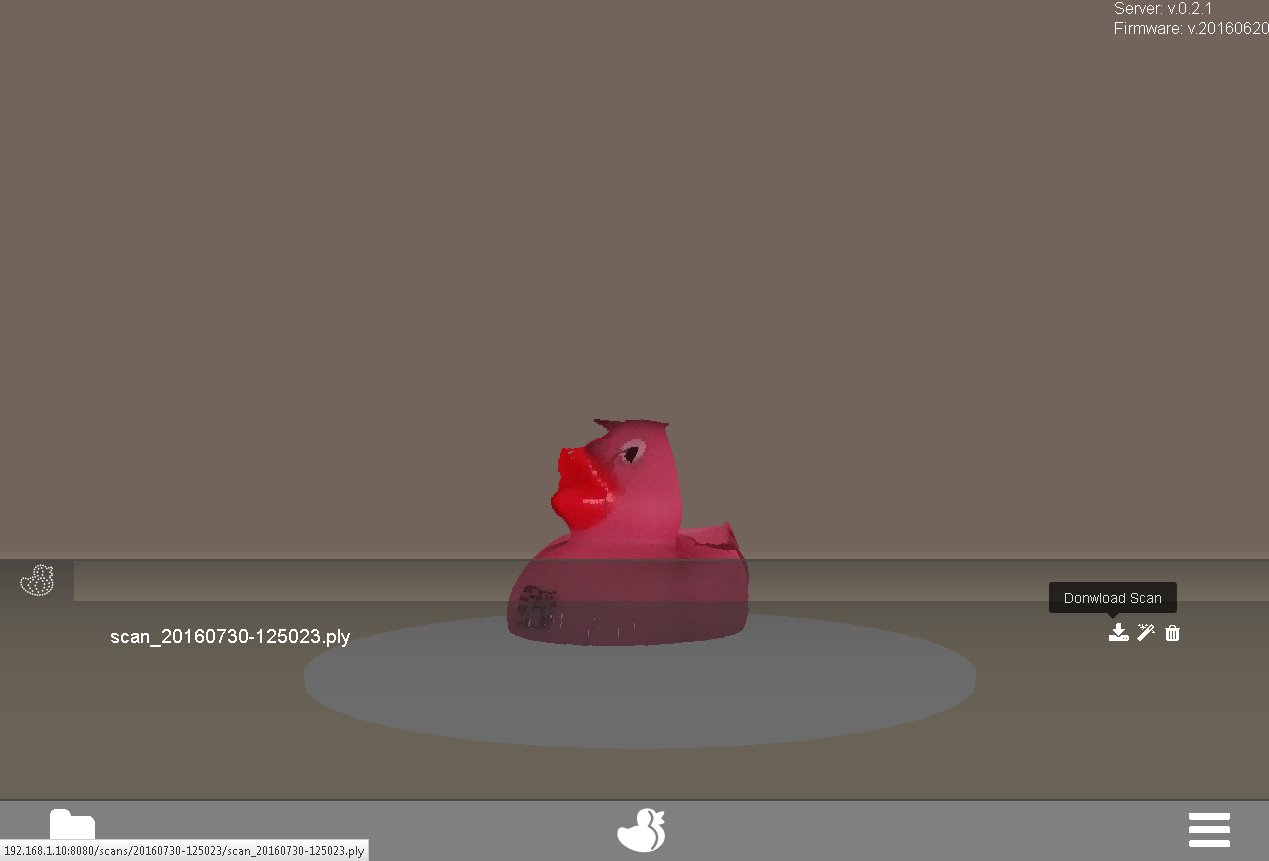 Server: v.0.2.1
Firmware: v.20160620
Donwload Scan
scan_20160730-125023.ply
192.168.1.10:8080/scans/20160730-125023/scan_20160730-125023.ply